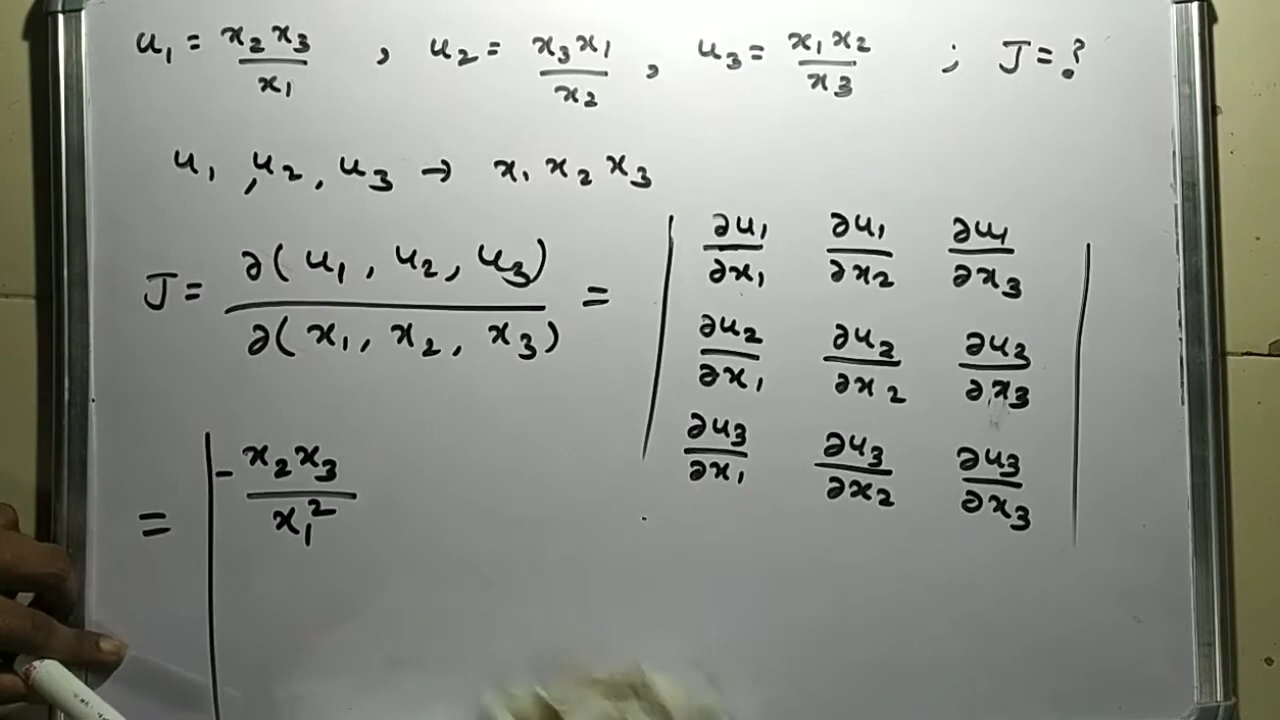 u₁ = x₂x₃/x₁ , u₂ = x₃x₁/x₂ , u₃ = x₁x₂/x₃ ; J = ?
u₁ , u₂ , u₃ → x₁ x₂ x₃
J = ∂(u₁, u₂, u₃)/∂(x₁, x₂, x₃) = | ∂u₁/∂x₁ ∂u₁/∂x₂ ∂u₁/∂x₃ |
| ∂u₂/∂x₁ ∂u₂/∂x₂ ∂u₂/∂x₃ |
| ∂u₃/∂x₁ ∂u₃/∂x₂ ∂u₃/∂x₃ |
= | -x₂x₃/x₁²